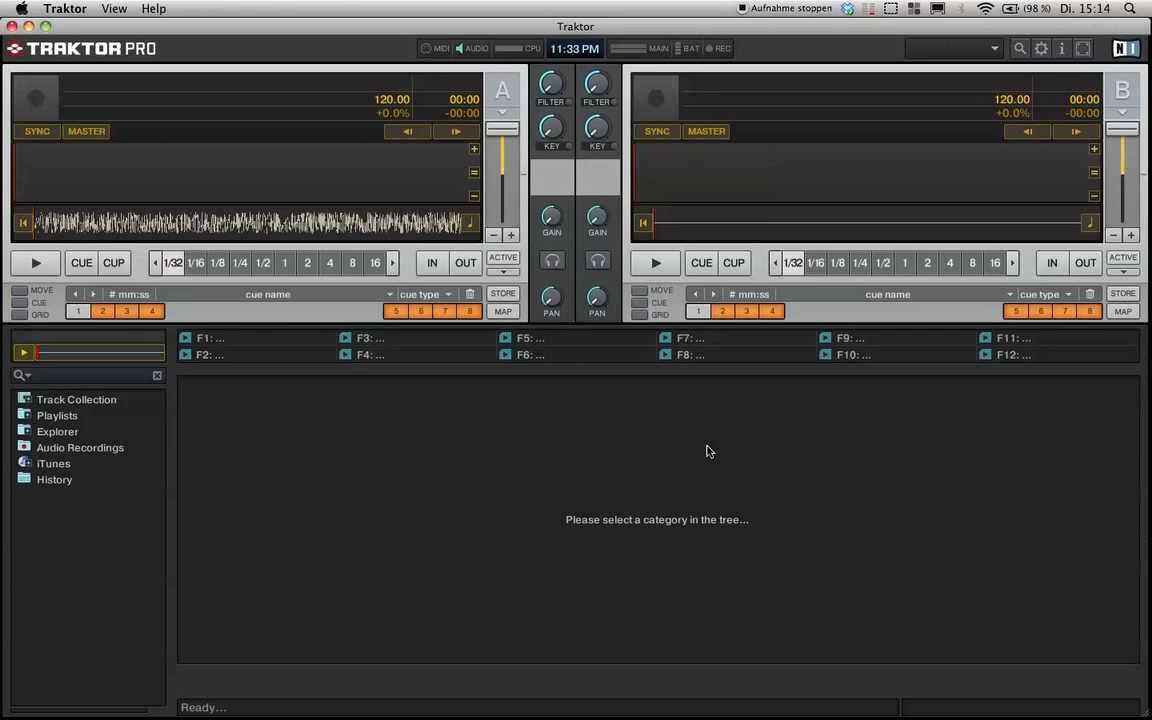 Traktor View Help Aufnahme stoppen (98 %) Di. 15:14
Traktor
TRAKTOR PRO MIDI AUDIO CPU 11:33 PM MAIN BAT REC NI
120.00 00:00 A
+0.0% -00:00
SYNC MASTER
FILTER FILTER
KEY KEY
GAIN GAIN
PAN PAN
120.00 00:00 B
+0.0% -00:00
SYNC MASTER
CUE CUP 1/32 1/16 1/8 1/4 1/2 1 2 4 8 16 IN OUT ACTIVE
CUE CUP 1/32 1/16 1/8 1/4 1/2 1 2 4 8 16 IN OUT ACTIVE
MOVE # mm:ss cue name cue type STORE
CUE
GRID 1 2 3 4 5 6 7 8 MAP
MOVE # mm:ss cue name cue type STORE
CUE
GRID 1 2 3 4 5 6 7 8 MAP
F1: ... F3: ... F5: ... F7: ... F9: ... F11: ...
F2: ... F4: ... F6: ... F8: ... F10: ... F12: ...
Track Collection
Playlists
Explorer
Audio Recordings
iTunes
History
Please select a category in the tree...
Ready...